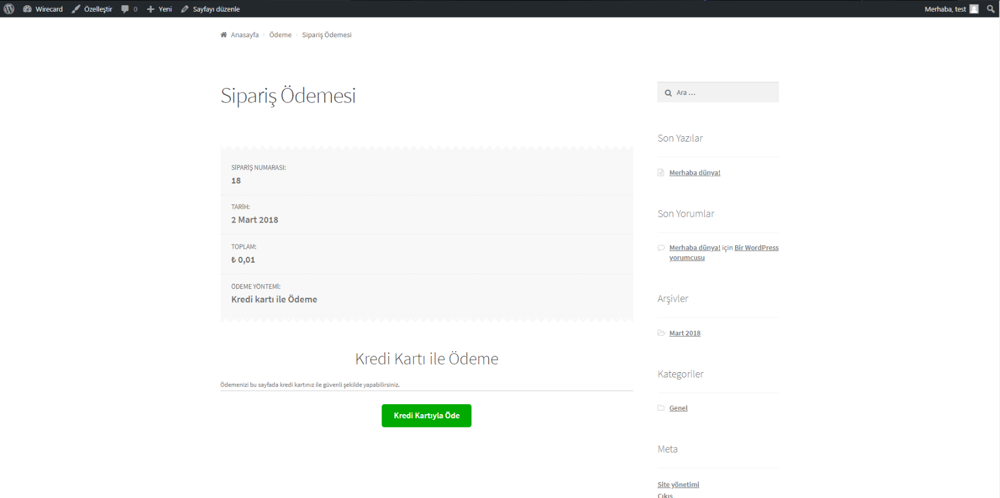 Wirecard Özelleştir 0 Yeni Sayfayı düzenle Merhaba, test
Anasayfa Ödeme Sipariş Ödemesi
Sipariş Ödemesi
SİPARİŞ NUMARASI:
18
TARİH:
2 Mart 2018
TOPLAM:
₺ 0,01
ÖDEME YÖNTEMİ:
Kredi kartı ile Ödeme
Kredi Kartı ile Ödeme
Ödemenizi bu sayfada kredi kartınız ile güvenli şekilde yapabilirsiniz.
Kredi Kartıyla Öde
Ara …
Son Yazılar
Merhaba dünya!
Son Yorumlar
Merhaba dünya! için Bir WordPress
yorumcusu
Arşivler
Mart 2018
Kategoriler
Genel
Meta
Site yönetimi
Çıkış